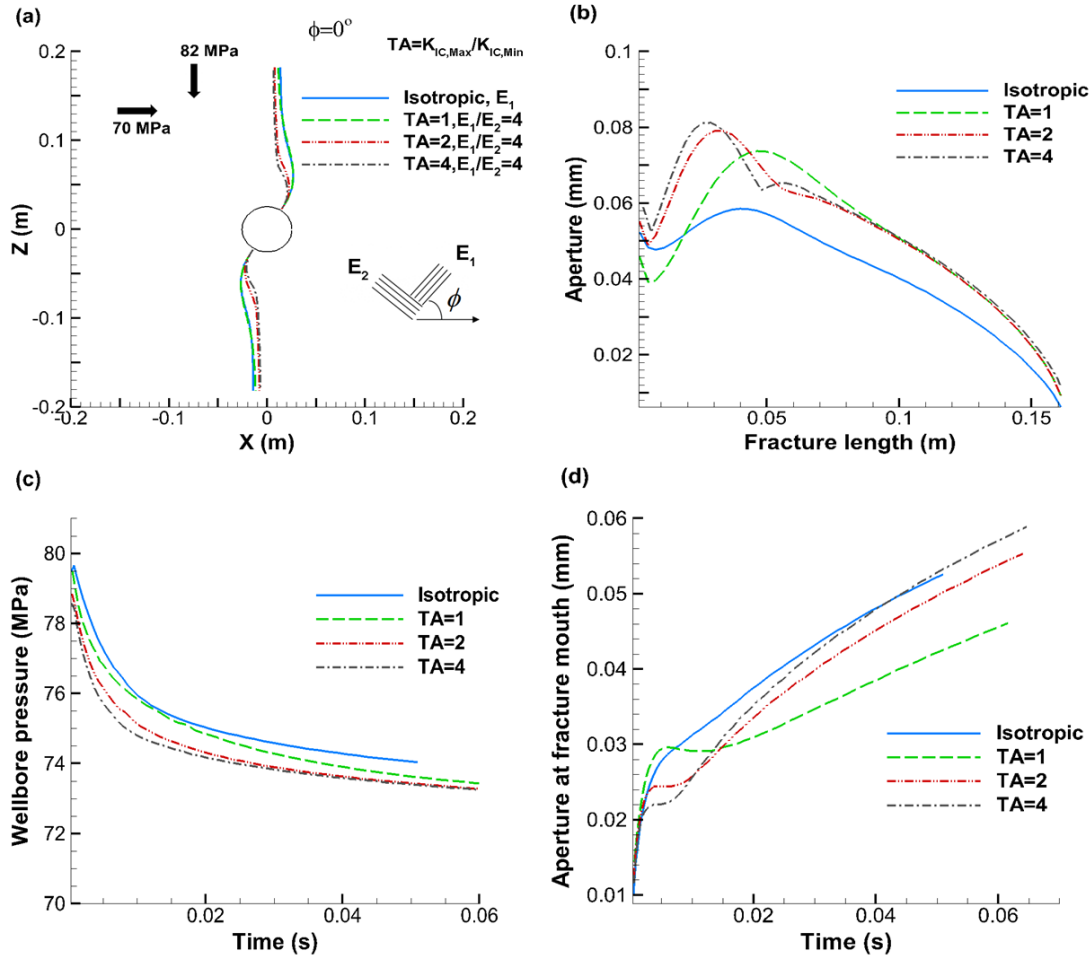 (a)
ϕ=0°
TA=K_IC,Max/K_IC,Min
82 MPa
70 MPa
Isotropic, E₁
TA=1,E₁/E₂=4
TA=2,E₁/E₂=4
TA=4,E₁/E₂=4
E₂
E₁
ϕ
Z (m)
0.2
0.1
0
-0.1
-0.2
-0.2 -0.1 0 0.1 0.2
X (m)
(b)
Isotropic
TA=1
TA=2
TA=4
Aperture (mm)
0.1
0.08
0.06
0.04
0.02
0.05 0.1 0.15
Fracture length (m)
(c)
Isotropic
TA=1
TA=2
TA=4
Wellbore pressure (MPa)
80
78
76
74
72
70
0.02 0.04 0.06
Time (s)
(d)
Isotropic
TA=1
TA=2
TA=4
Aperture at fracture mouth (mm)
0.06
0.05
0.04
0.03
0.02
0.01
0.02 0.04 0.06
Time (s)